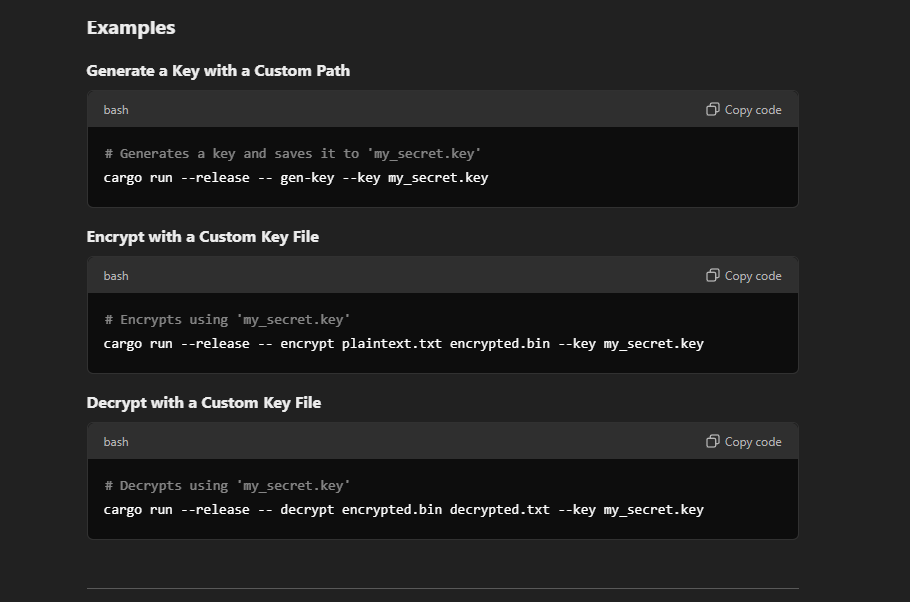 Examples
Generate a Key with a Custom Path
bash
Copy code
# Generates a key and saves it to 'my_secret.key'
cargo run --release -- gen-key --key my_secret.key
Encrypt with a Custom Key File
bash
Copy code
# Encrypts using 'my_secret.key'
cargo run --release -- encrypt plaintext.txt encrypted.bin --key my_secret.key
Decrypt with a Custom Key File
bash
Copy code
# Decrypts using 'my_secret.key'
cargo run --release -- decrypt encrypted.bin decrypted.txt --key my_secret.key